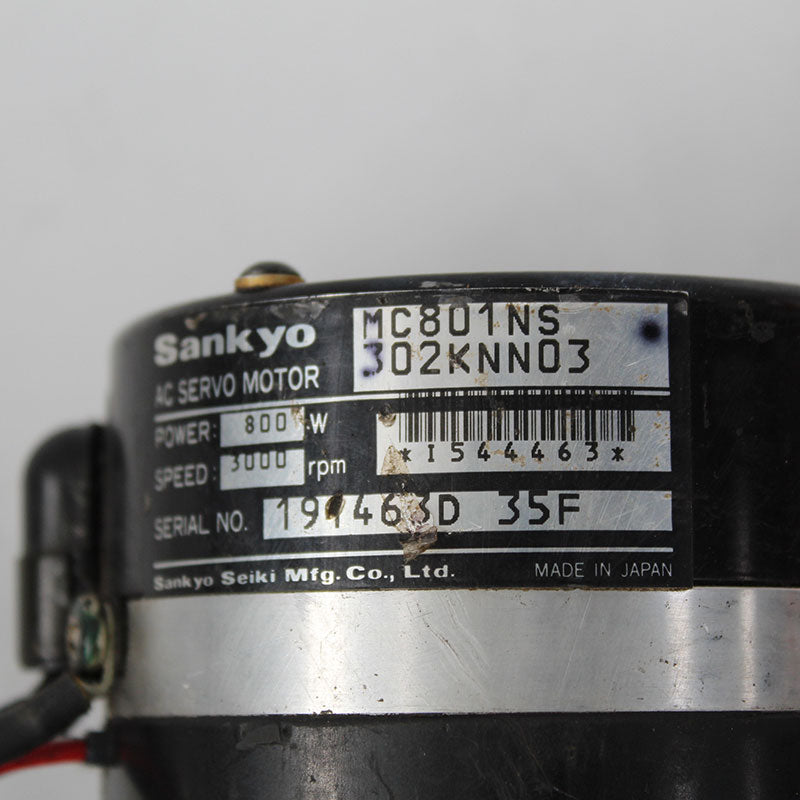 Sankyo
AC SERVO MOTOR
MC801NS
302KNN03
POWER: 800 W
SPEED: 3000 rpm
*I544463*
SERIAL NO. 35F
Sankyo Seiki Mfg. Co., Ltd.
MADE IN JAPAN